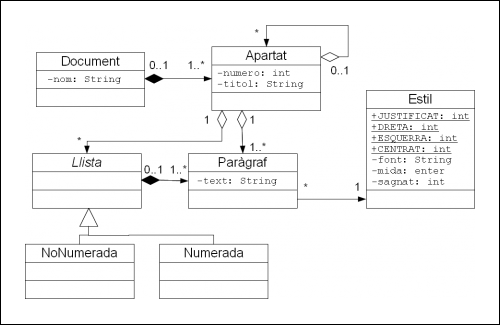 *
Document
-nom: String
0..1
1..*
Apartat
-numero: int
-titol: String
0..1
1
1
Estil
+JUSTIFICAT: int
+DRETA: int
+ESQUERRA: int
+CENTRAT: int
-font: String
-mida: enter
-sagnat: int
*
1..*
Llista
0..1
1..*
Paràgraf
-text: String
*
1
NoNumerada
Numerada